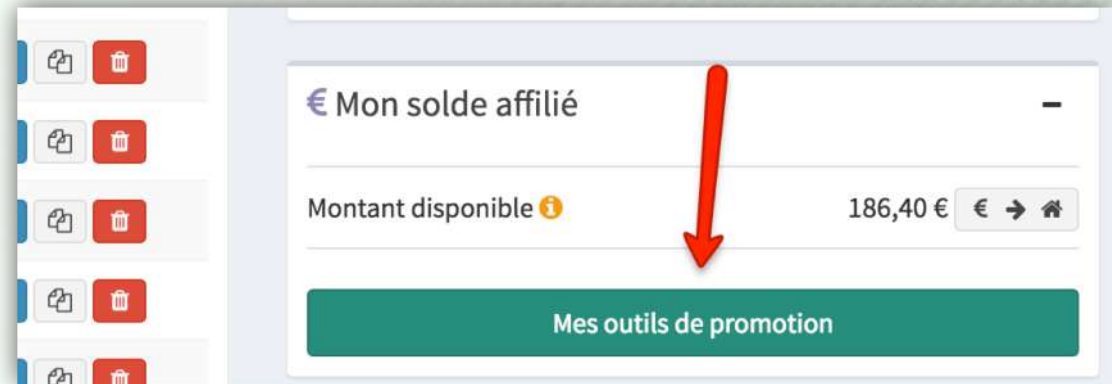 € Mon solde affilié
Montant disponible
186,40 € €
Mes outils de promotion